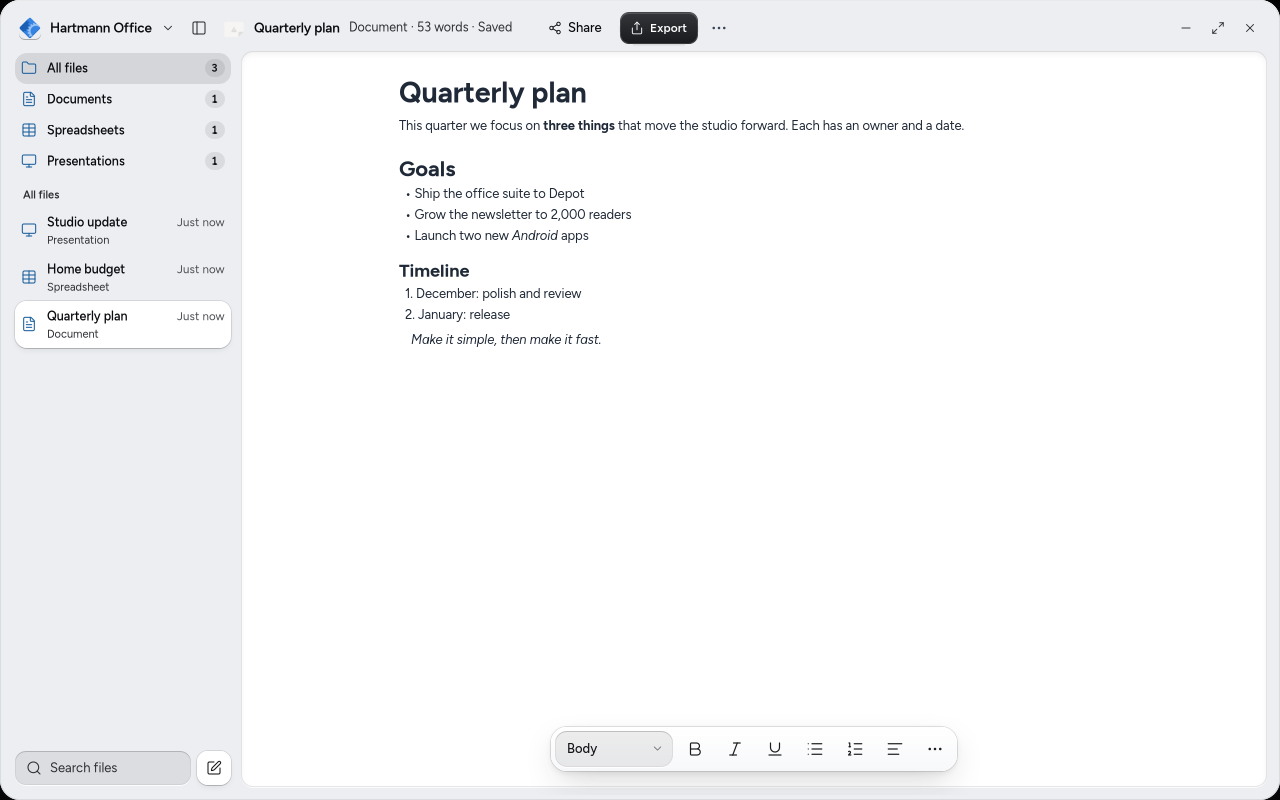 Hartmann Office
Quarterly plan Document · 53 words · Saved
Share
Export
All files 3
Documents 1
Spreadsheets 1
Presentations 1
All files
Studio update Just now
Presentation
Home budget Just now
Spreadsheet
Quarterly plan Just now
Document
Search files
Quarterly plan
This quarter we focus on three things that move the studio forward. Each has an owner and a date.
Goals
• Ship the office suite to Depot
• Grow the newsletter to 2,000 readers
• Launch two new Android apps
Timeline
1. December: polish and review
2. January: release
Make it simple, then make it fast.
Body